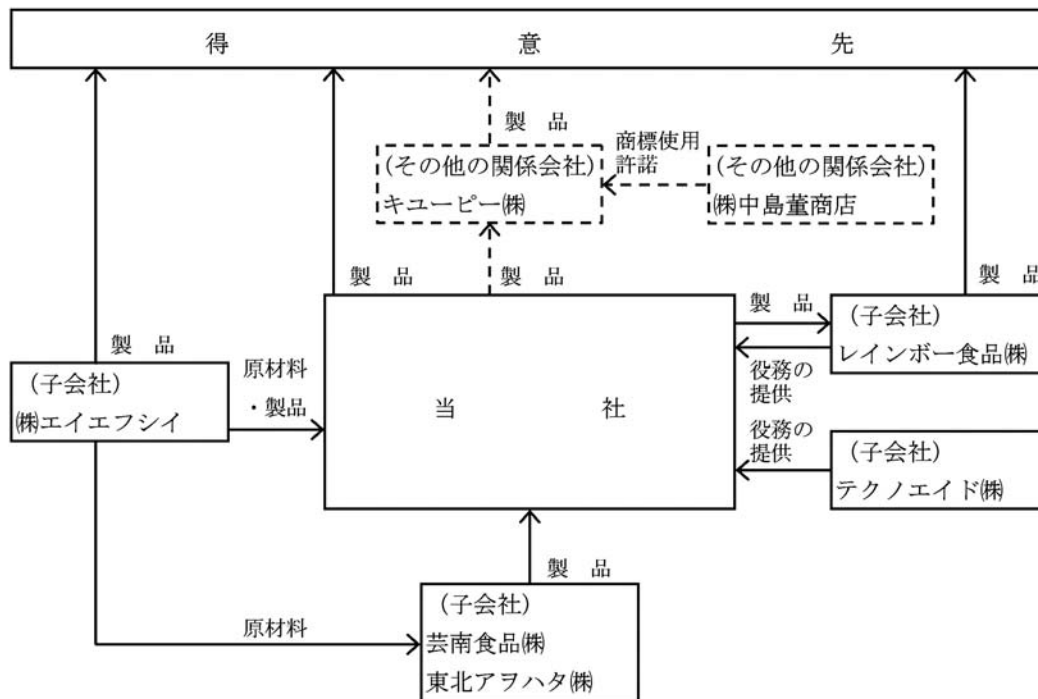 得意先
製品
(その他の関係会社)
キユーピー㈱
商標使用
許諾
(その他の関係会社)
㈱中島董商店
製品
製品
製品
製品
(子会社)
㈱エイエフシイ
原材料
・製品
当社
製品
(子会社)
レインボー食品㈱
役務の
提供
役務の
提供
(子会社)
テクノエイド㈱
製品
原材料
(子会社)
芸南食品㈱
東北アヲハタ㈱